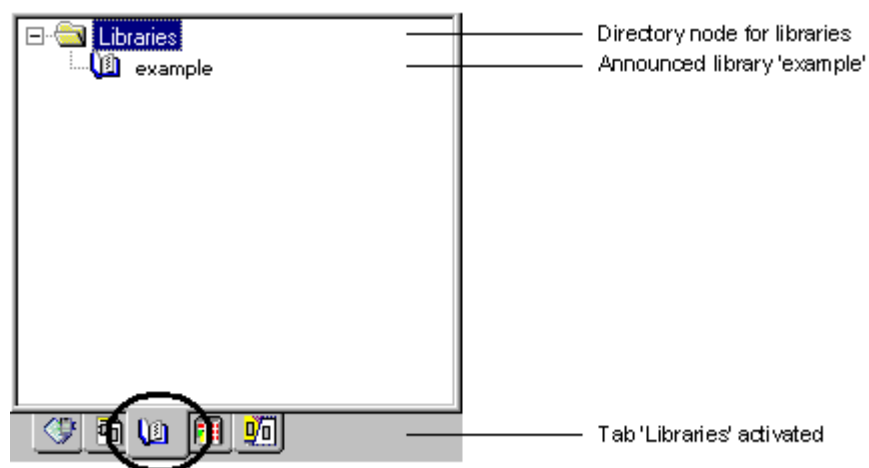 Libraries
Directory node for libraries
example
Announced library 'example'
Tab 'Libraries' activated